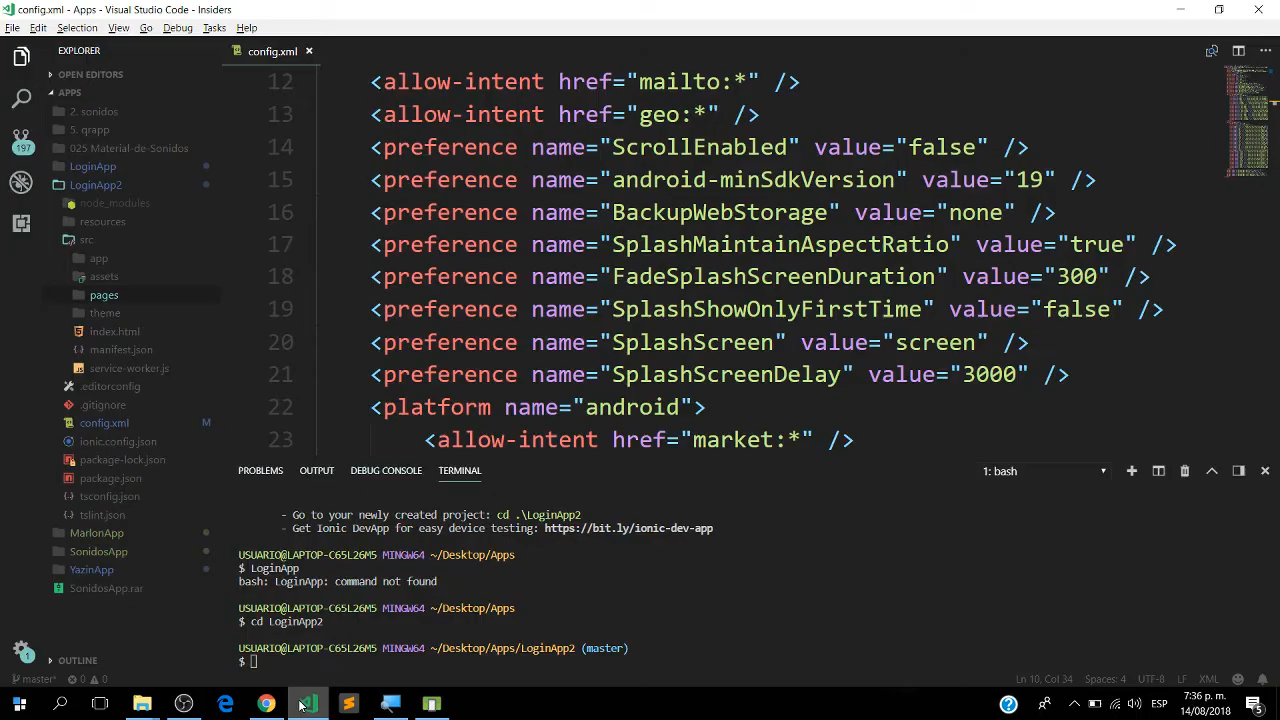 config.xml - Apps - Visual Studio Code - Insiders
File Edit Selection View Go Debug Tasks Help
EXPLORER
OPEN EDITORS
APPS
2. sonidos
5. qrapp
025 Material-de-Sonidos
LoginApp
LoginApp2
node_modules
resources
src
app
assets
pages
theme
index.html
manifest.json
service-worker.js
.editorconfig
.gitignore
config.xml M
ionic.config.json
package-lock.json
package.json
tsconfig.json
tslint.json
MarlonApp
SonidosApp
YazinApp
SonidosApp.rar
OUTLINE
197
1
config.xml
12 <allow-intent href="mailto:*" />
13 <allow-intent href="geo:*" />
14 <preference name="ScrollEnabled" value="false" />
15 <preference name="android-minSdkVersion" value="19" />
16 <preference name="BackupWebStorage" value="none" />
17 <preference name="SplashMaintainAspectRatio" value="true" />
18 <preference name="FadeSplashScreenDuration" value="300" />
19 <preference name="SplashShowOnlyFirstTime" value="false" />
20 <preference name="SplashScreen" value="screen" />
21 <preference name="SplashScreenDelay" value="3000" />
22 <platform name="android">
23 <allow-intent href="market:*" />
PROBLEMS OUTPUT DEBUG CONSOLE TERMINAL 1: bash
- Go to your newly created project: cd .\LoginApp2
- Get Ionic DevApp for easy device testing: https://bit.ly/ionic-dev-app
USUARIO@LAPTOP-C65L26M5 MINGW64 ~/Desktop/Apps
$ LoginApp
bash: LoginApp: command not found
USUARIO@LAPTOP-C65L26M5 MINGW64 ~/Desktop/Apps
$ cd LoginApp2
USUARIO@LAPTOP-C65L26M5 MINGW64 ~/Desktop/Apps/LoginApp2 (master)
$
master* 0 0 Ln 10, Col 34 Spaces: 4 UTF-8 LF XML
ESP
7:36 p. m.
14/08/2018
5